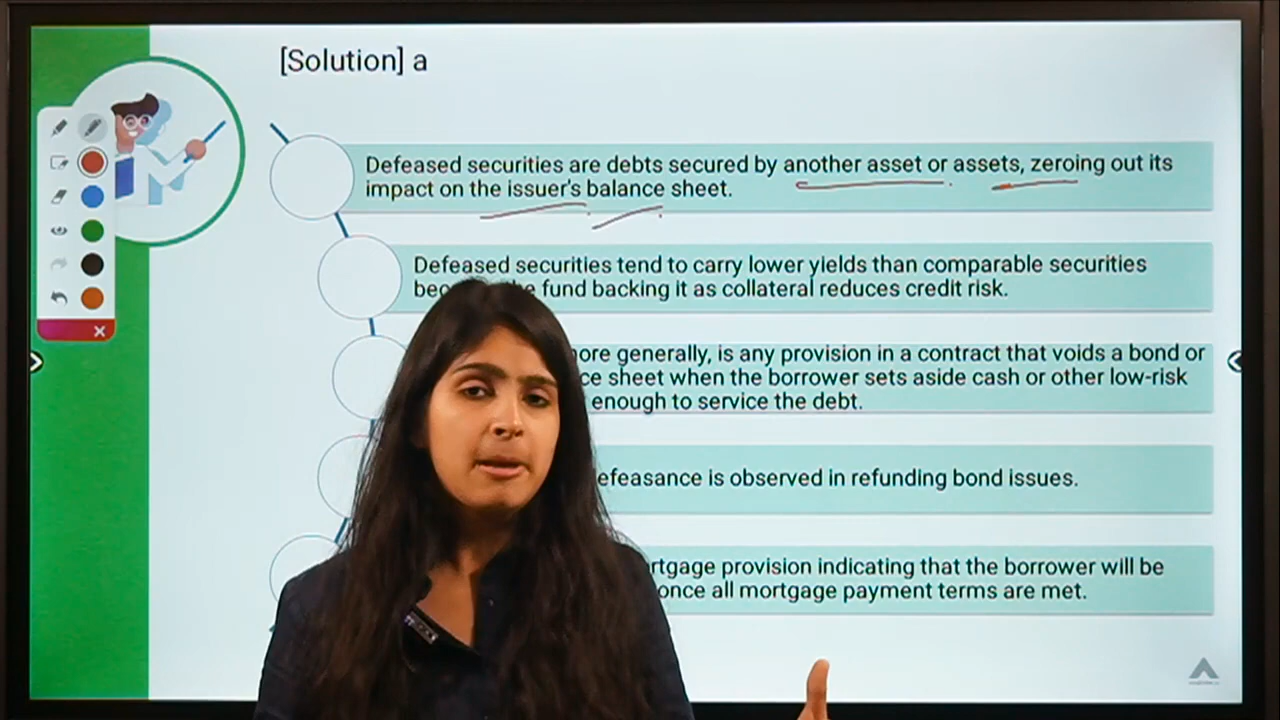 [Solution] a
Defeased securities are debts secured by another asset or assets, zeroing out its
impact on the issuer's balance sheet.
Defeased securities tend to carry lower yields than comparable securities
fund backing it as collateral reduces credit risk.
more generally, is any provision in a contract that voids a bond or
sheet when the borrower sets aside cash or other low-risk
enough to service the debt.
defeasance is observed in refunding bond issues.
provision indicating that the borrower will be
once all mortgage payment terms are met.